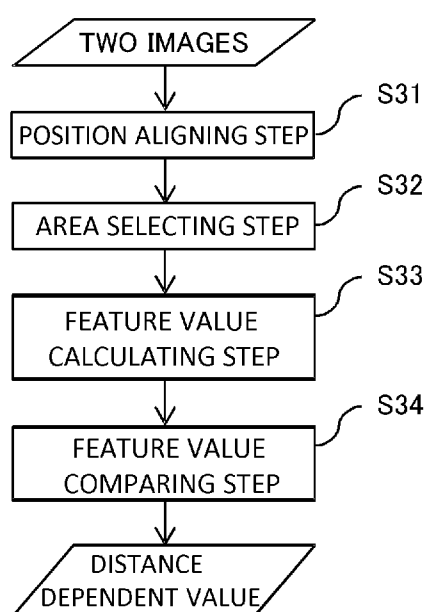 TWO IMAGES
S31
POSITION ALIGNING STEP
S32
AREA SELECTING STEP
S33
FEATURE VALUE
CALCULATING STEP
S34
FEATURE VALUE
COMPARING STEP
DISTANCE
DEPENDENT VALUE